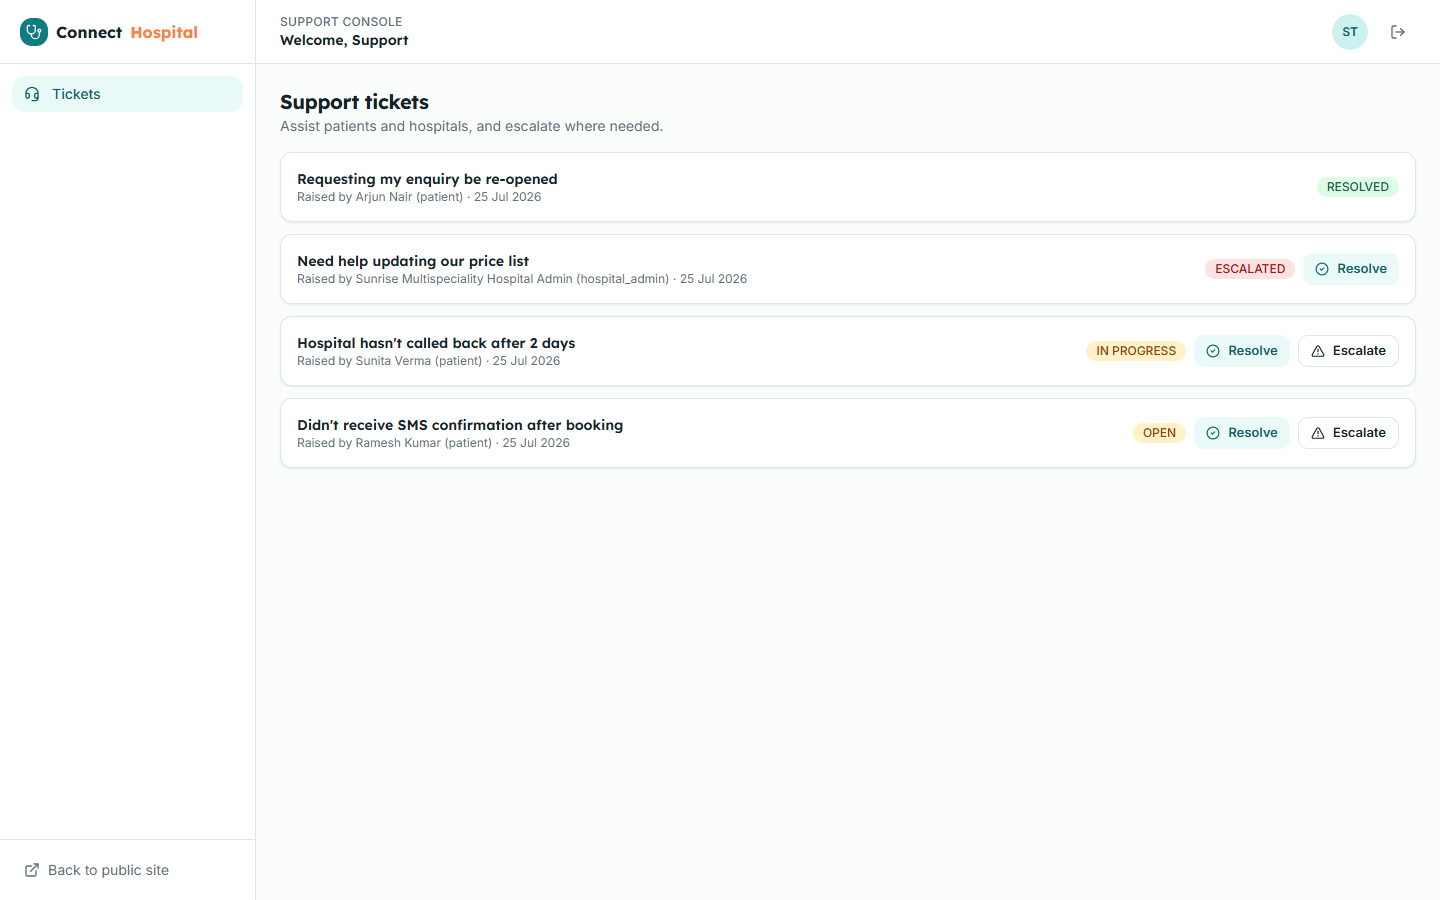 Connect Hospital
SUPPORT CONSOLE
Welcome, Support
ST
Tickets
Support tickets
Assist patients and hospitals, and escalate where needed.
Requesting my enquiry be re-opened
Raised by Arjun Nair (patient) · 25 Jul 2026
RESOLVED
Need help updating our price list
Raised by Sunrise Multispeciality Hospital Admin (hospital_admin) · 25 Jul 2026
ESCALATED
Resolve
Hospital hasn't called back after 2 days
Raised by Sunita Verma (patient) · 25 Jul 2026
IN PROGRESS
Resolve
Escalate
Didn't receive SMS confirmation after booking
Raised by Ramesh Kumar (patient) · 25 Jul 2026
OPEN
Resolve
Escalate
Back to public site